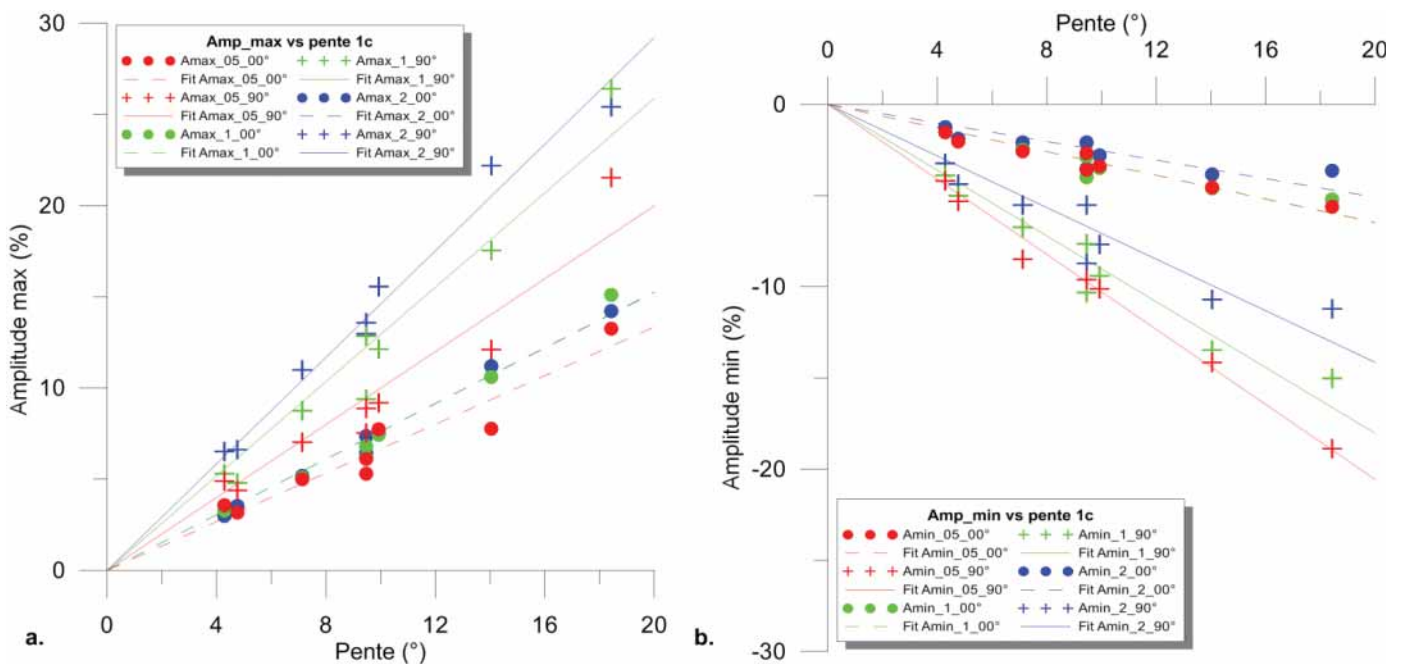 30
20
10
0
Amplitude max (%)
Amp_max vs pente 1c
Amax_05_00°
Fit Amax_05_00°
Amax_05_90°
Fit Amax_05_90°
Amax_1_00°
Fit Amax_1_00°
Amax_1_90°
Fit Amax_1_90°
Amax_2_00°
Fit Amax_2_00°
Amax_2_90°
Fit Amax_2_90°
0 4 8 12 16 20
Pente (°)
a.
Pente (°)
0 4 8 12 16 20
0
-10
-20
-30
Amplitude min (%)
Amp_min vs pente 1c
Amin_05_00°
Fit Amin_05_00°
Amin_05_90°
Fit Amin_05_90°
Amin_1_00°
Fit Amin_1_00°
Amin_1_90°
Fit Amin_1_90°
Amin_2_00°
Fit Amin_2_00°
Amin_2_90°
Fit Amin_2_90°
b.